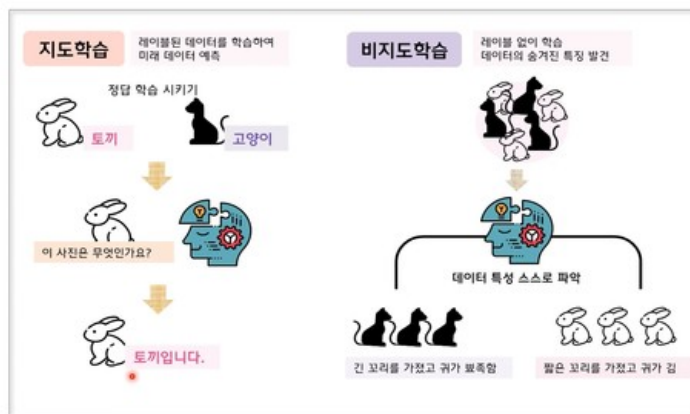 지도학습
레이블된 데이터를 학습하여
미래 데이터 예측
정답 학습 시키기
토끼
고양이
이 사진은 무엇인가요?
토끼입니다.
비지도학습
레이블 없이 학습
데이터의 숨겨진 특징 발견
데이터 특성 스스로 파악
긴 꼬리를 가졌고 귀가 뾰족함
짧은 꼬리를 가졌고 귀가 김